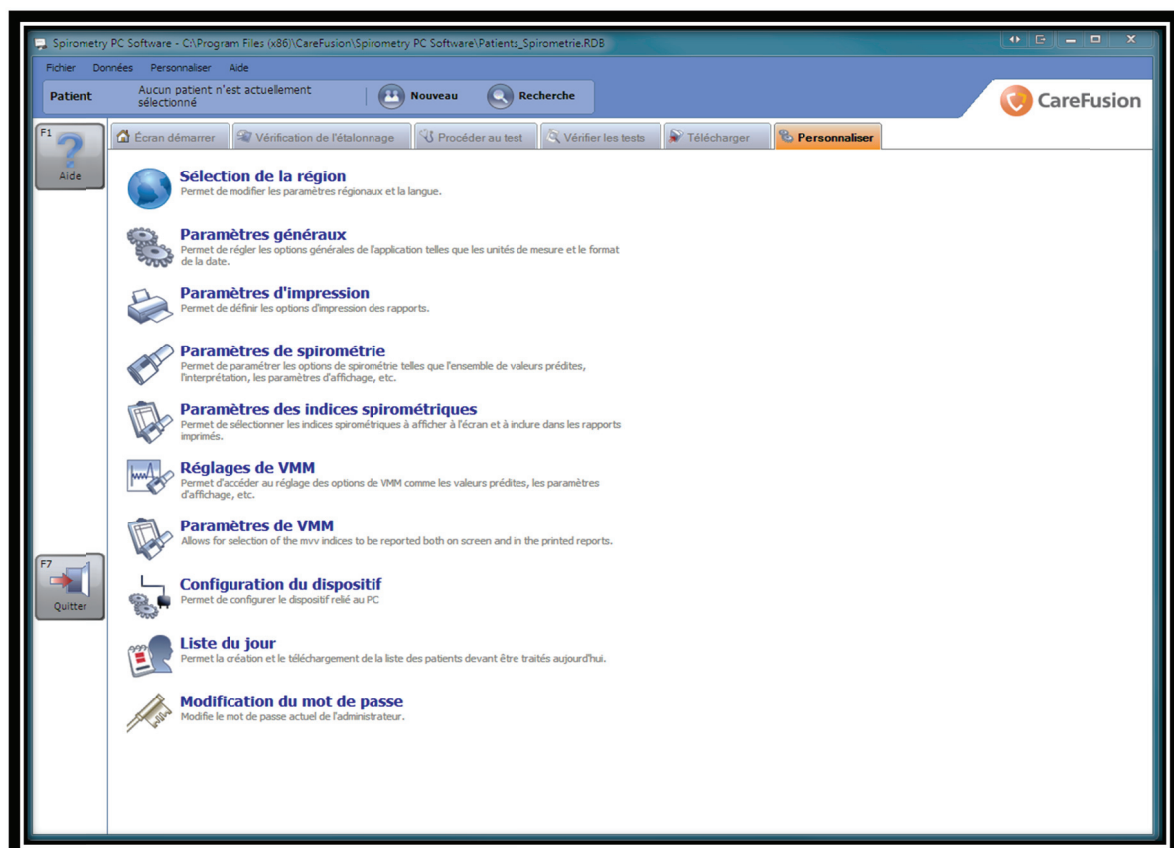 Spirometry PC Software - C:\Program Files (x86)\CareFusion\Spirometry PC Software\Patients_Spirometrie.RDB
Fichier Données Personnaliser Aide
Patient
Aucun patient n'est actuellement
sélectionné
Nouveau
Recherche
CareFusion
F1
Aide
Écran démarrer
Vérification de l'étalonnage
Procéder au test
Vérifier les tests
Télécharger
Personnaliser
Sélection de la région
Permet de modifier les paramètres régionaux et la langue.
Paramètres généraux
Permet de régler les options générales de l'application telles que les unités de mesure et le format
de la date.
Paramètres d'impression
Permet de définir les options d'impression des rapports.
Paramètres de spirométrie
Permet de paramétrer les options de spirométrie telles que l'ensemble de valeurs prédites,
l'interprétation, les paramètres d'affichage, etc.
Paramètres des indices spirométriques
Permet de sélectionner les indices spirométriques à afficher à l'écran et à inclure dans les rapports
imprimés.
Réglages de VMM
Permet d'accéder au réglage des options de VMM comme les valeurs prédites, les paramètres
d'affichage, etc.
Paramètres de VMM
Allows for selection of the mvv indices to be reported both on screen and in the printed reports.
Configuration du dispositif
Permet de configurer le dispositif relié au PC
Liste du jour
Permet la création et le téléchargement de la liste des patients devant être traités aujourd'hui.
Modification du mot de passe
Modifie le mot de passe actuel de l'administrateur.
F7
Quitter